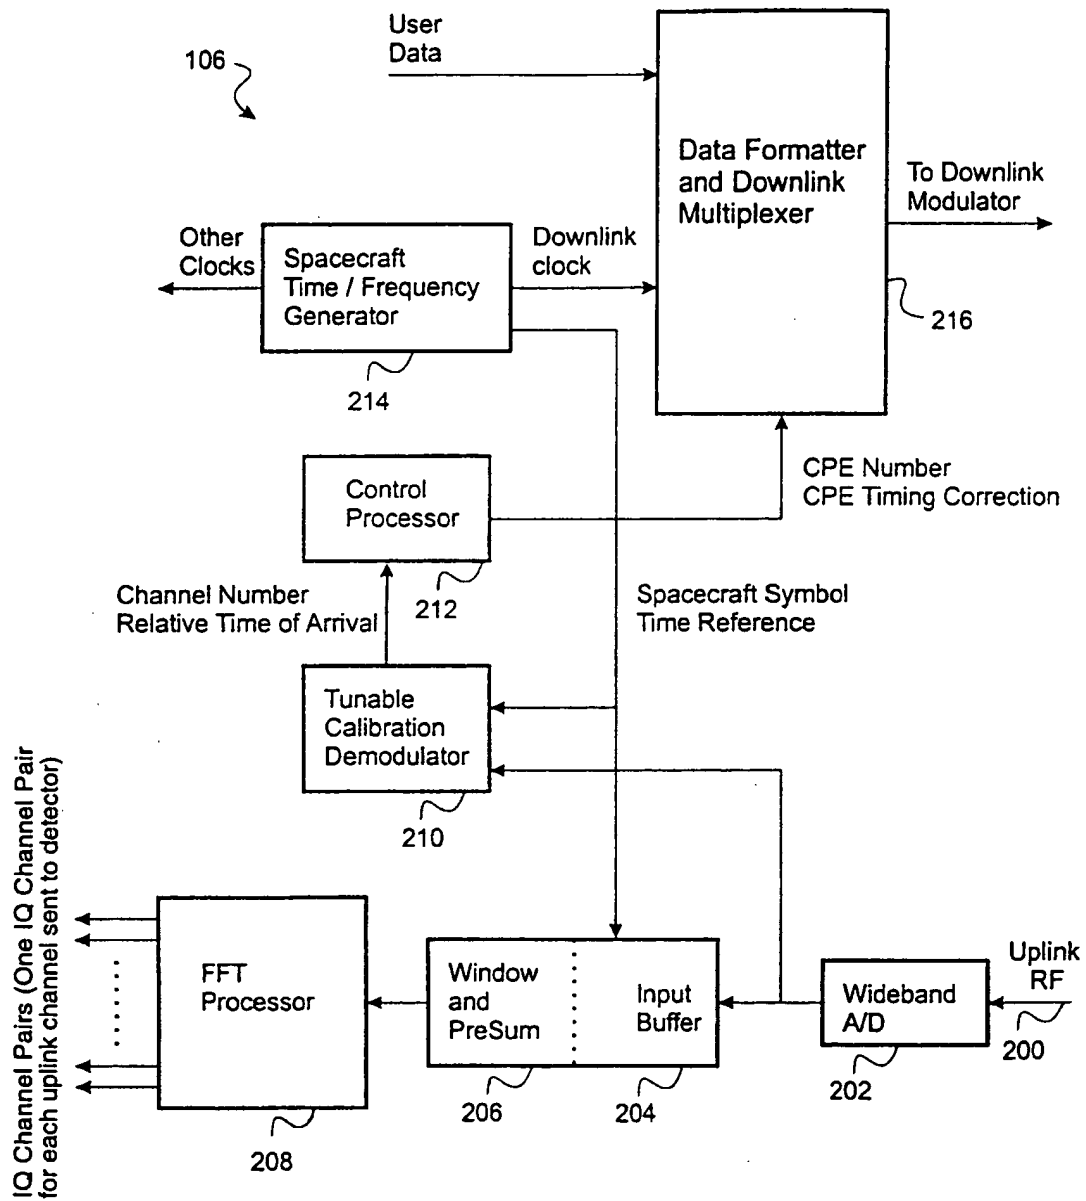 User
Data
106
Data Formatter
and Downlink
Multiplexer
To Downlink
Modulator
Other
Clocks
Spacecraft
Time / Frequency
Generator
Downlink
clock
216
214
Control
Processor
CPE Number
CPE Timing Correction
212
Channel Number
Relative Time of Arrival
Spacecraft Symbol
Time Reference
Tunable
Calibration
Demodulator
210
IQ Channel Pairs (One IQ Channel Pair
for each uplink channel sent to detector)
FFT
Processor
Window
and
PreSum
Input
Buffer
Wideband
A/D
Uplink
RF
200
202
204
206
208